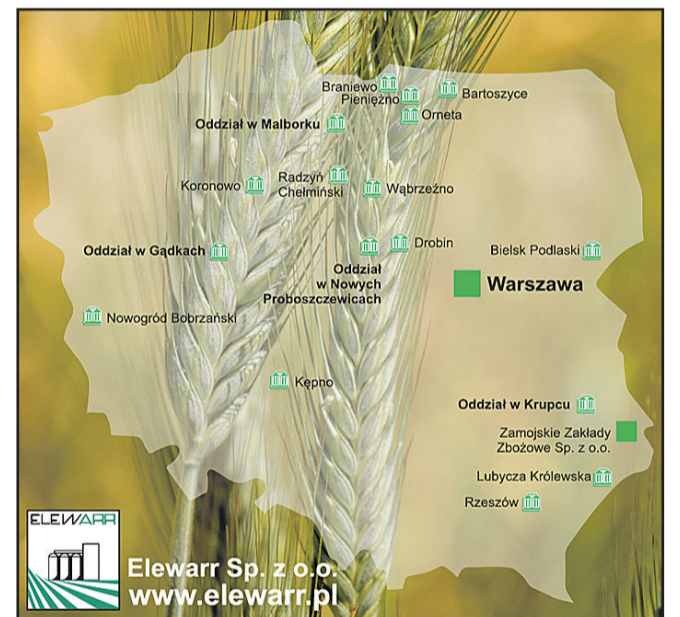 Braniewo
Pieniężno
Bartoszyce
Orneta
Oddział w Malborku
Koronowo
Radzyń
Chełmiński
Wąbrzeźno
Oddział w Gądkach
Drobin
Oddział
w Nowych
Proboszczewicach
Bielsk Podlaski
Warszawa
Nowogród Bobrzański
Kępno
Oddział w Krupcu
Zamojskie Zakłady
Zbożowe Sp. z o.o.
Lubycza Królewska
Rzeszów
ELEWARR
Elewarr Sp. z o.o.
www.elewarr.pl